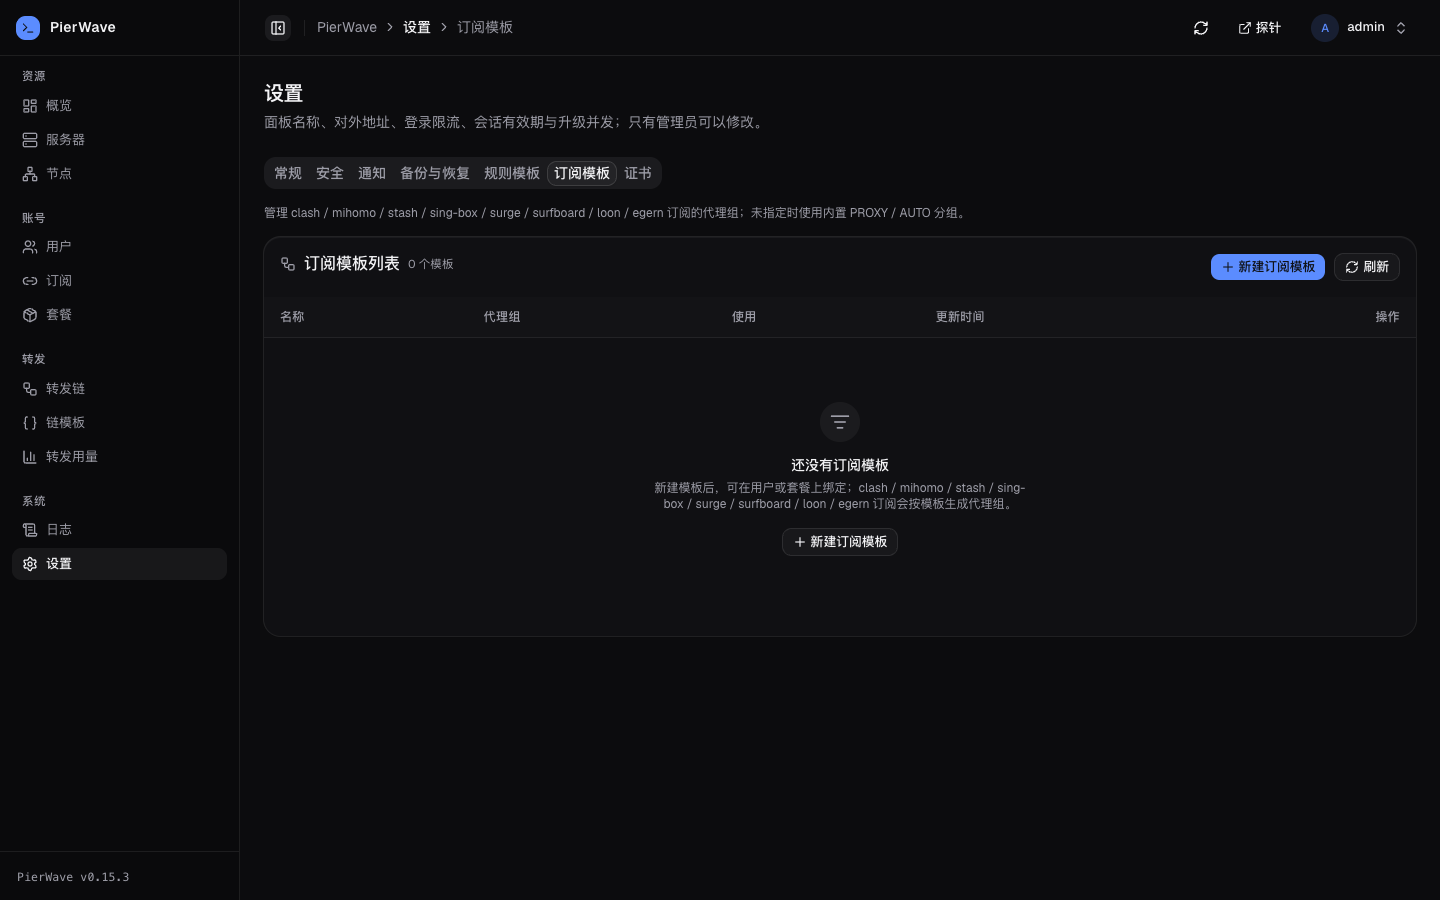 PierWave
PierWave > 设置 > 订阅模板
探针
A admin
资源
概览
服务器
节点
账号
用户
订阅
套餐
转发
转发链
链模板
转发用量
系统
日志
设置
PierWave v0.15.3
设置
面板名称、对外地址、登录限流、会话有效期与升级并发；只有管理员可以修改。
常规 安全 通知 备份与恢复 规则模板 订阅模板 证书
管理 clash / mihomo / stash / sing-box / surge / surfboard / loon / egern 订阅的代理组；未指定时使用内置 PROXY / AUTO 分组。
订阅模板列表 0 个模板
新建订阅模板 刷新
名称 代理组 使用 更新时间 操作
还没有订阅模板
新建模板后，可在用户或套餐上绑定；clash / mihomo / stash / sing-
box / surge / surfboard / loon / egern 订阅会按模板生成代理组。
新建订阅模板